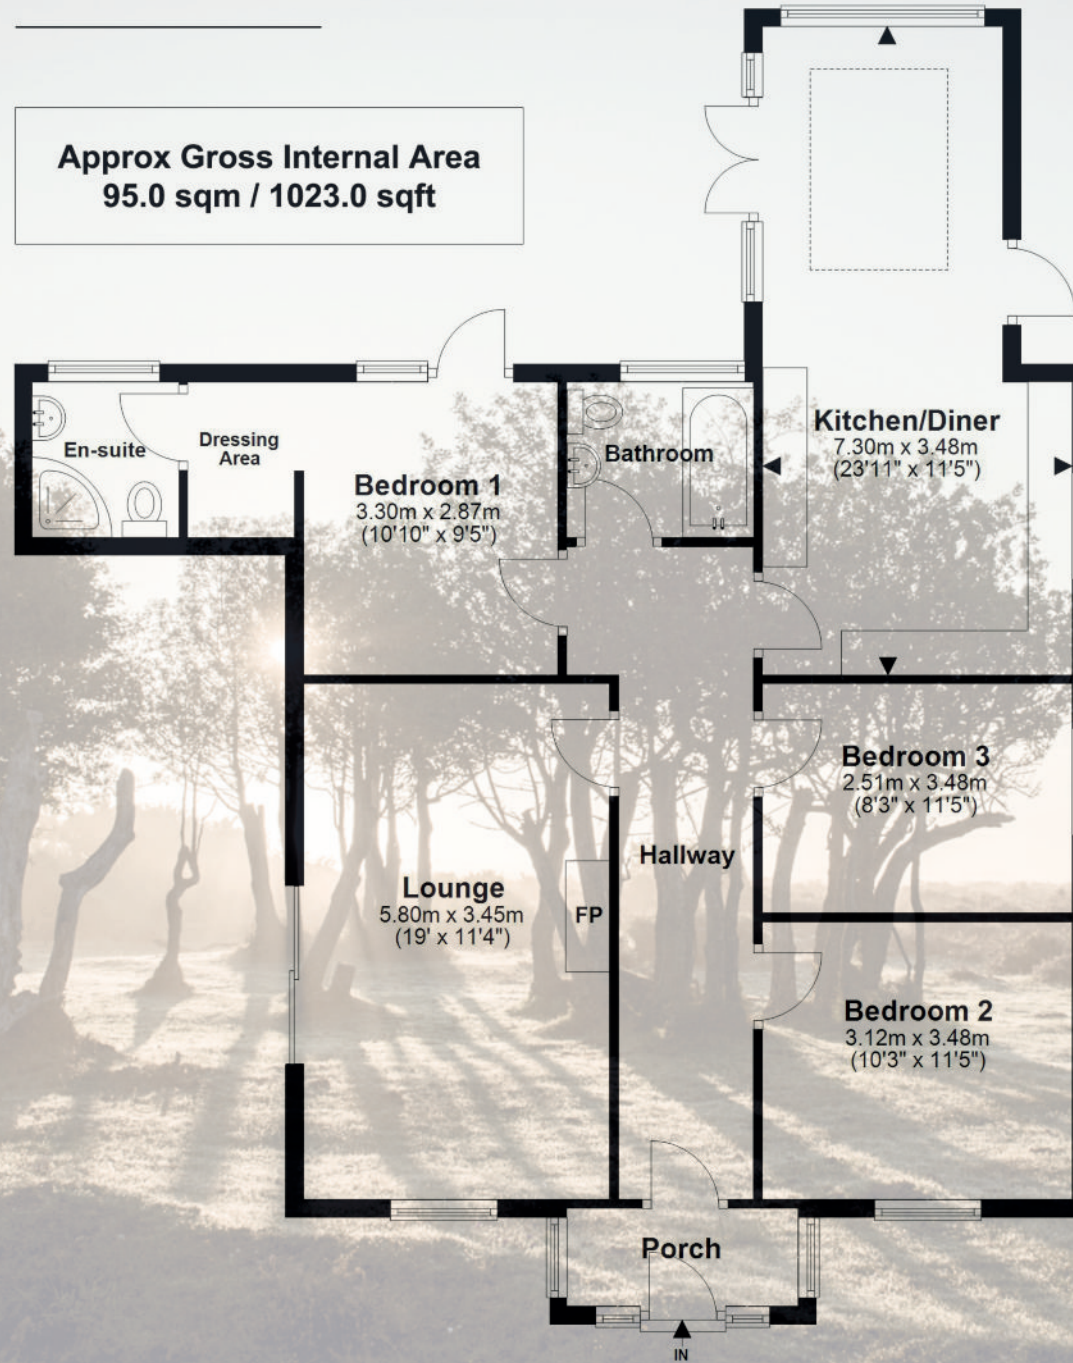 Approx Gross Internal Area
95.0 sqm / 1023.0 sqft
Kitchen/Diner
7.30m x 3.48m
(23'11" x 11'5")
En-suite
Dressing
Area
Bedroom 1
3.30m x 2.87m
(10'10" x 9'5")
Bathroom
Bedroom 3
2.51m x 3.48m
(8'3" x 11'5")
Hallway
Lounge
5.80m x 3.45m
(19' x 11'4")
FP
Bedroom 2
3.12m x 3.48m
(10'3" x 11'5")
Porch
IN